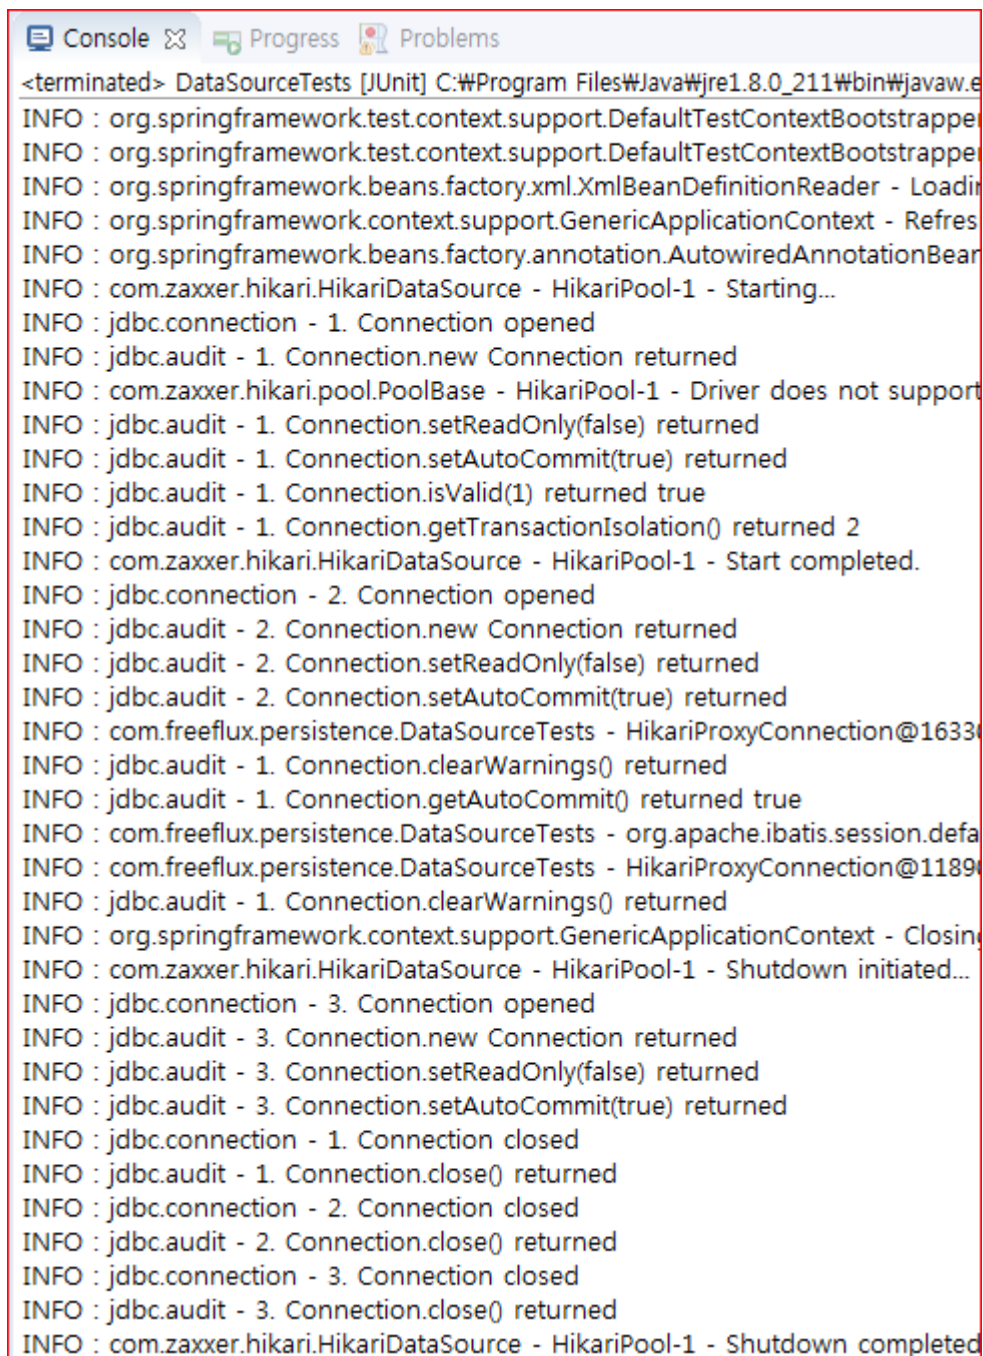 Console Progress Problems
<terminated> DataSourceTests [JUnit] C:₩Program Files₩Java₩jre1.8.0_211₩bin₩javaw.e
INFO : org.springframework.test.context.support.DefaultTestContextBootstrapper
INFO : org.springframework.test.context.support.DefaultTestContextBootstrapper
INFO : org.springframework.beans.factory.xml.XmlBeanDefinitionReader - Loadin
INFO : org.springframework.context.support.GenericApplicationContext - Refres
INFO : org.springframework.beans.factory.annotation.AutowiredAnnotationBean
INFO : com.zaxxer.hikari.HikariDataSource - HikariPool-1 - Starting...
INFO : jdbc.connection - 1. Connection opened
INFO : jdbc.audit - 1. Connection.new Connection returned
INFO : com.zaxxer.hikari.pool.PoolBase - HikariPool-1 - Driver does not support
INFO : jdbc.audit - 1. Connection.setReadOnly(false) returned
INFO : jdbc.audit - 1. Connection.setAutoCommit(true) returned
INFO : jdbc.audit - 1. Connection.isValid(1) returned true
INFO : jdbc.audit - 1. Connection.getTransactionIsolation() returned 2
INFO : com.zaxxer.hikari.HikariDataSource - HikariPool-1 - Start completed.
INFO : jdbc.connection - 2. Connection opened
INFO : jdbc.audit - 2. Connection.new Connection returned
INFO : jdbc.audit - 2. Connection.setReadOnly(false) returned
INFO : jdbc.audit - 2. Connection.setAutoCommit(true) returned
INFO : com.freeflux.persistence.DataSourceTests - HikariProxyConnection@16330
INFO : jdbc.audit - 1. Connection.clearWarnings() returned
INFO : jdbc.audit - 1. Connection.getAutoCommit() returned true
INFO : com.freeflux.persistence.DataSourceTests - org.apache.ibatis.session.defa
INFO : com.freeflux.persistence.DataSourceTests - HikariProxyConnection@11890
INFO : jdbc.audit - 1. Connection.clearWarnings() returned
INFO : org.springframework.context.support.GenericApplicationContext - Closing
INFO : com.zaxxer.hikari.HikariDataSource - HikariPool-1 - Shutdown initiated...
INFO : jdbc.connection - 3. Connection opened
INFO : jdbc.audit - 3. Connection.new Connection returned
INFO : jdbc.audit - 3. Connection.setReadOnly(false) returned
INFO : jdbc.audit - 3. Connection.setAutoCommit(true) returned
INFO : jdbc.connection - 1. Connection closed
INFO : jdbc.audit - 1. Connection.close() returned
INFO : jdbc.connection - 2. Connection closed
INFO : jdbc.audit - 2. Connection.close() returned
INFO : jdbc.connection - 3. Connection closed
INFO : jdbc.audit - 3. Connection.close() returned
INFO : com.zaxxer.hikari.HikariDataSource - HikariPool-1 - Shutdown completed